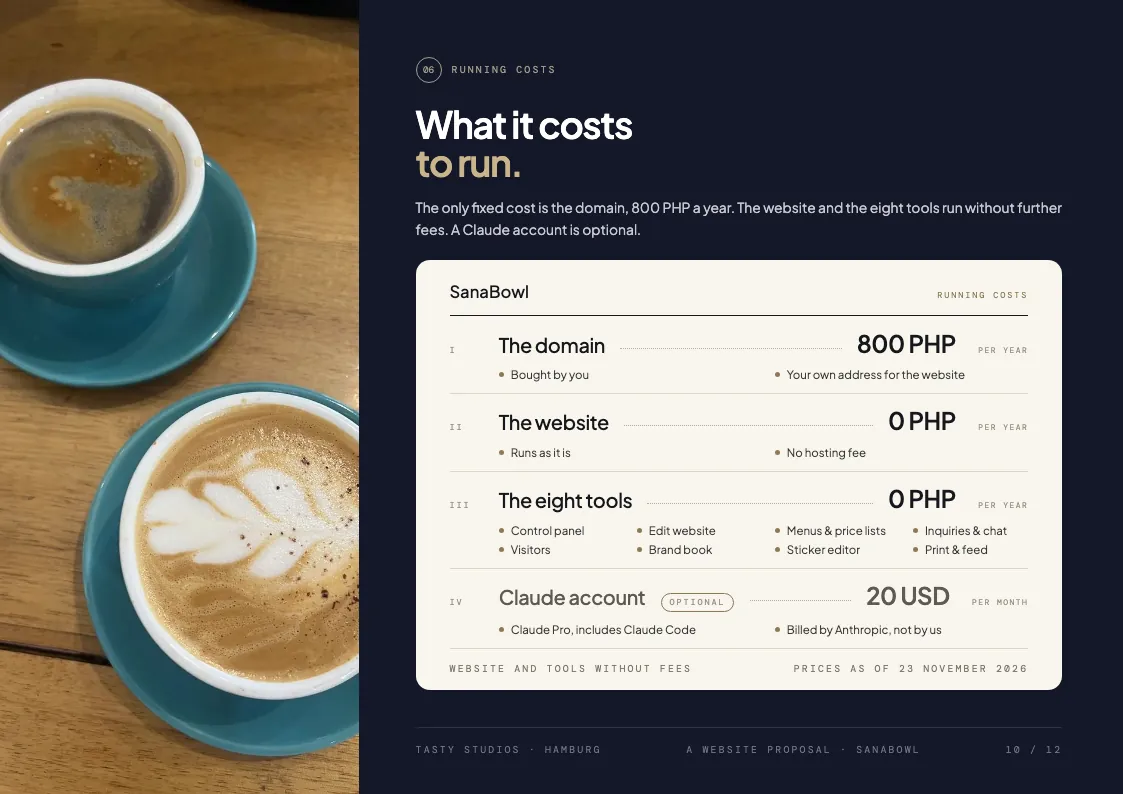 06 RUNNING COSTS
What it costs
to run.
The only fixed cost is the domain, 800 PHP a year. The website and the eight tools run without further
fees. A Claude account is optional.
SanaBowl RUNNING COSTS
I The domain 800 PHP PER YEAR
• Bought by you • Your own address for the website
II The website 0 PHP PER YEAR
• Runs as it is • No hosting fee
III The eight tools 0 PHP PER YEAR
• Control panel • Edit website • Menus & price lists • Inquiries & chat
• Visitors • Brand book • Sticker editor • Print & feed
IV Claude account OPTIONAL 20 USD PER MONTH
• Claude Pro, includes Claude Code • Billed by Anthropic, not by us
WEBSITE AND TOOLS WITHOUT FEES PRICES AS OF 23 NOVEMBER 2026
TASTY STUDIOS · HAMBURG A WEBSITE PROPOSAL · SANABOWL 10 / 12